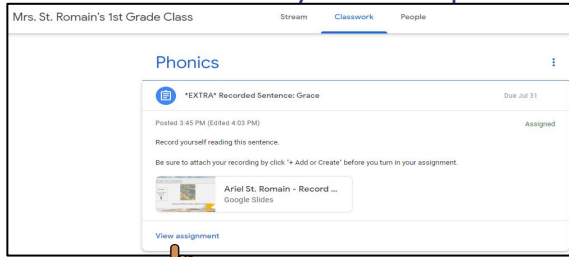 Mrs. St. Romain's 1st Grade Class Stream Classwork People
Phonics
*EXTRA* Recorded Sentence: Grace Due Jul 31
Posted 3:45 PM (Edited 4:03 PM) Assigned
Record yourself reading this sentence.
Be sure to attach your recording by click "+ Add or Create" before you turn in your assignment.
Ariel St. Romain - Record ...
Google Slides
View assignment